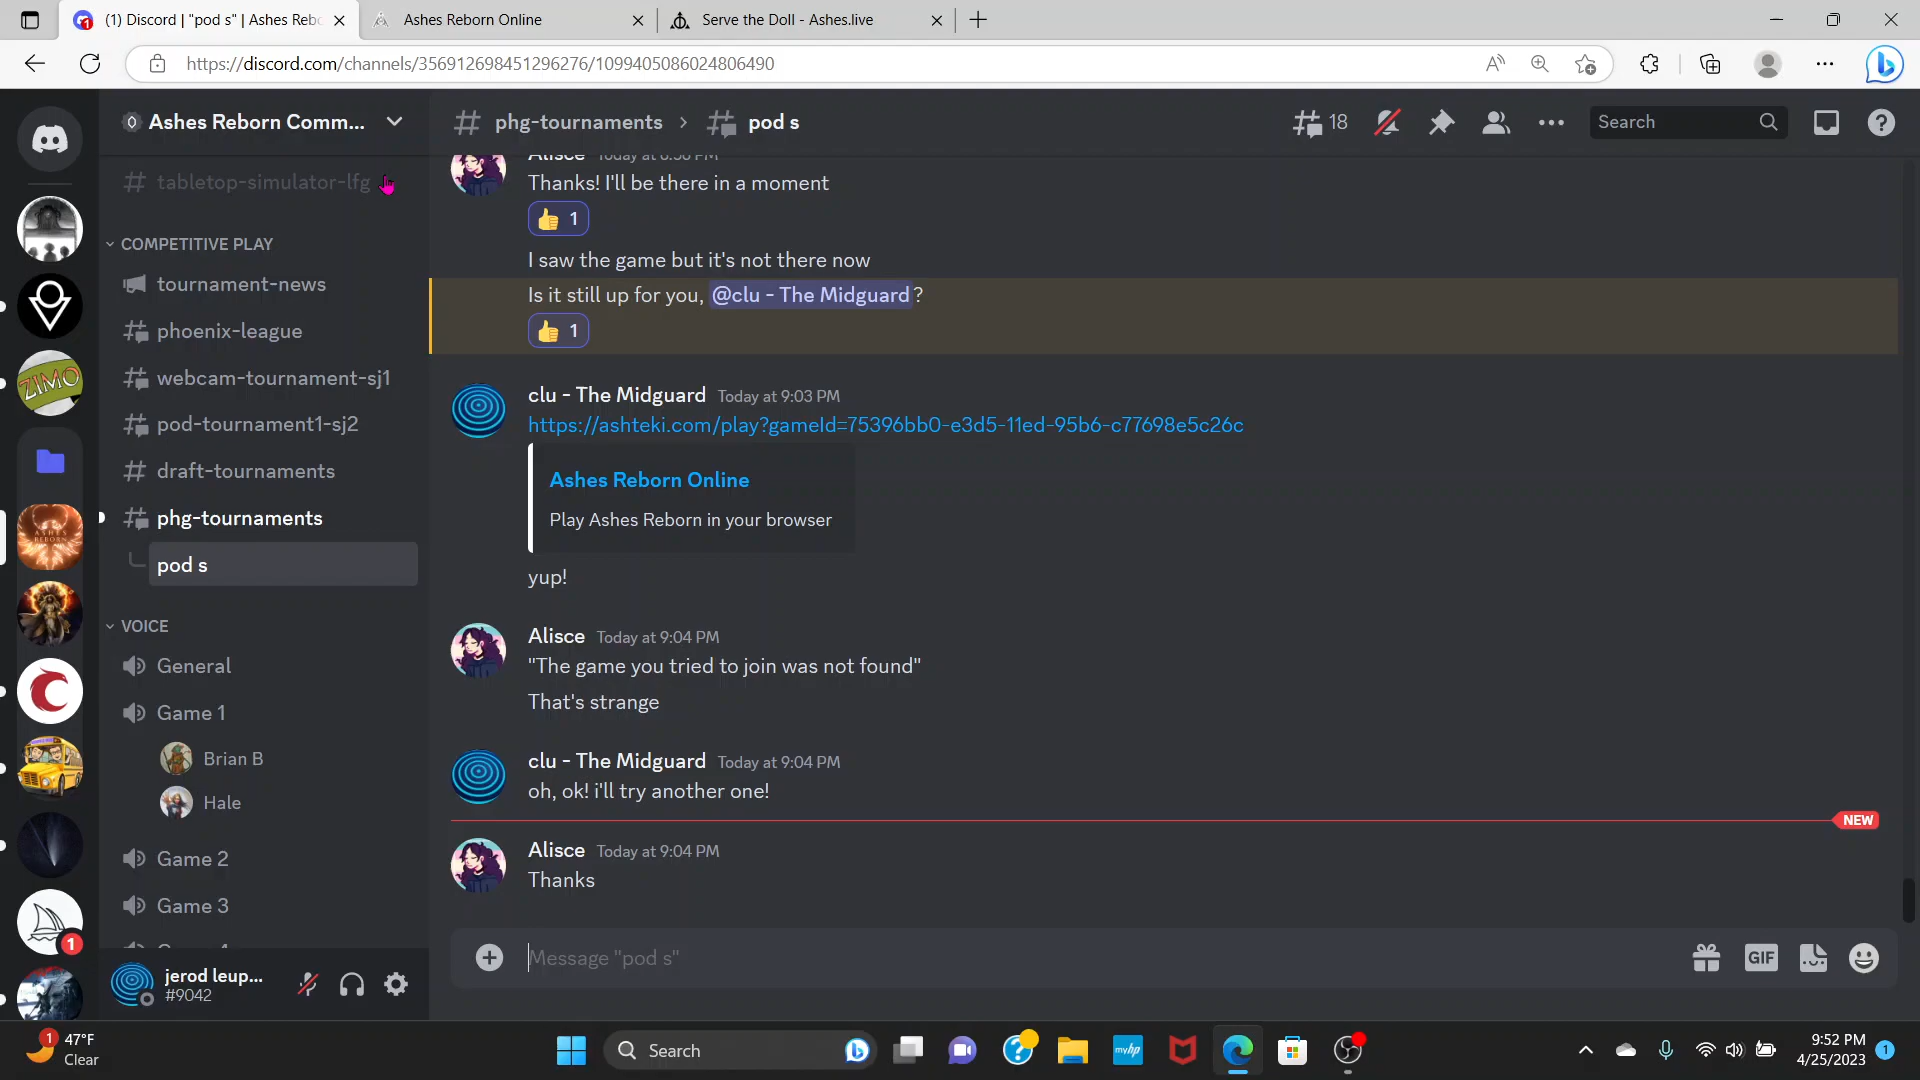 (1) Discord | "pod s" | Ashes Rebo
Ashes Reborn Online
Serve the Doll - Ashes.live
https://discord.com/channels/356912698451296276/1099405086024806490
Ashes Reborn Comm...
phg-tournaments > pod s
18
Search
tabletop-simulator-lfg
COMPETITIVE PLAY
tournament-news
phoenix-league
webcam-tournament-sj1
pod-tournament1-sj2
draft-tournaments
phg-tournaments
pod s
VOICE
General
Game 1
Brian B
Hale
Game 2
Game 3
jerod leup...
#9042
ZIMO
ASHES
REBORN
1
Alisce Today at 8:58 PM
Thanks! I'll be there in a moment
👍 1
I saw the game but it's not there now
Is it still up for you, @clu - The Midguard ?
👍 1
clu - The Midguard Today at 9:03 PM
https://ashteki.com/play?gameId=75396bb0-e3d5-11ed-95b6-c77698e5c26c
Ashes Reborn Online
Play Ashes Reborn in your browser
yup!
Alisce Today at 9:04 PM
"The game you tried to join was not found"
That's strange
clu - The Midguard Today at 9:04 PM
oh, ok! i'll try another one!
NEW
Alisce Today at 9:04 PM
Thanks
Message "pod s"
GIF
1
47°F
Clear
Search
myhp
9:52 PM
4/25/2023
1